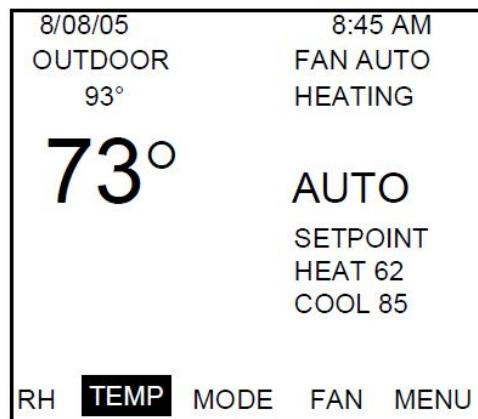 8/08/05 8:45 AM
OUTDOOR FAN AUTO
93° HEATING
73° AUTO
SETPOINT
HEAT 62
COOL 85
RH TEMP MODE FAN MENU